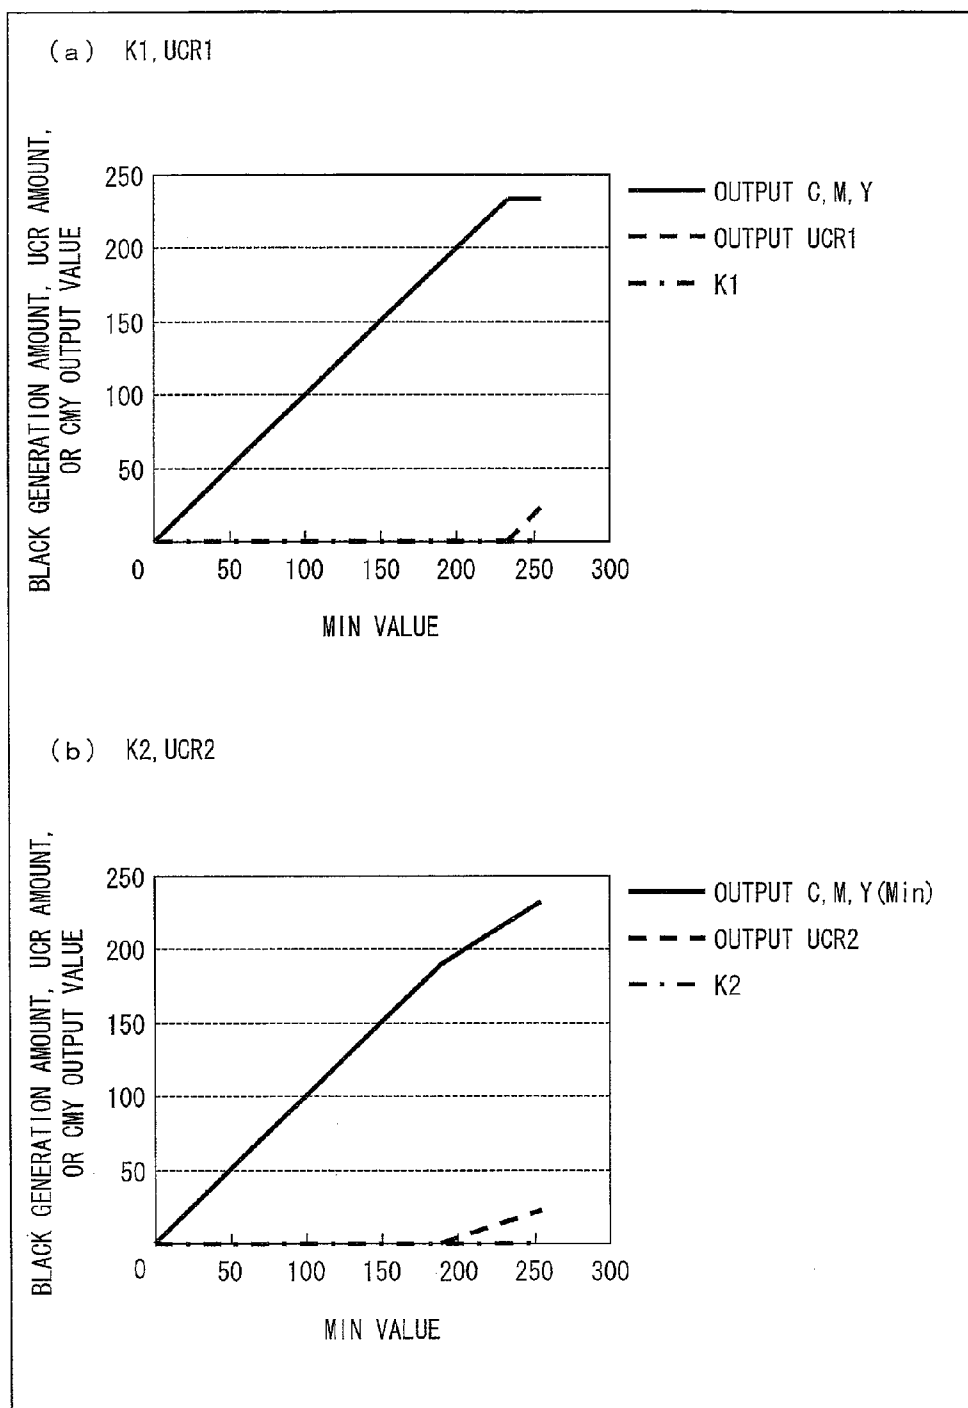 (a) K1, UCR1
BLACK GENERATION AMOUNT, UCR AMOUNT,
OR CMY OUTPUT VALUE
250
200
150
100
50
0 50 100 150 200 250 300
MIN VALUE
OUTPUT C, M, Y
OUTPUT UCR1
K1
(b) K2, UCR2
BLACK GENERATION AMOUNT, UCR AMOUNT,
OR CMY OUTPUT VALUE
250
200
150
100
50
0 50 100 150 200 250 300
MIN VALUE
OUTPUT C, M, Y(Min)
OUTPUT UCR2
K2